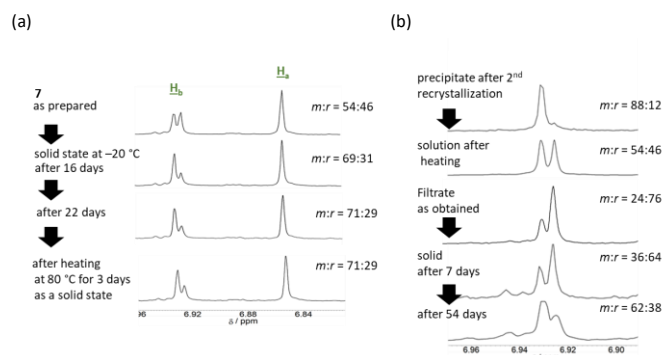 (a)
H_b
H_a
7
as prepared
m:r = 54:46
solid state at –20 °C
after 16 days
m:r = 69:31
after 22 days
m:r = 71:29
after heating
at 80 °C for 3 days
as a solid state
m:r = 71:29
96 6.92 6.88 6.84
δ / ppm
(b)
precipitate after 2nd
recrystallization
m:r = 88:12
solution after
heating
m:r = 54:46
Filtrate
as obtained
m:r = 24:76
solid
after 7 days
m:r = 36:64
after 54 days
m:r = 62:38
6.96 6.94 6.92 6.90